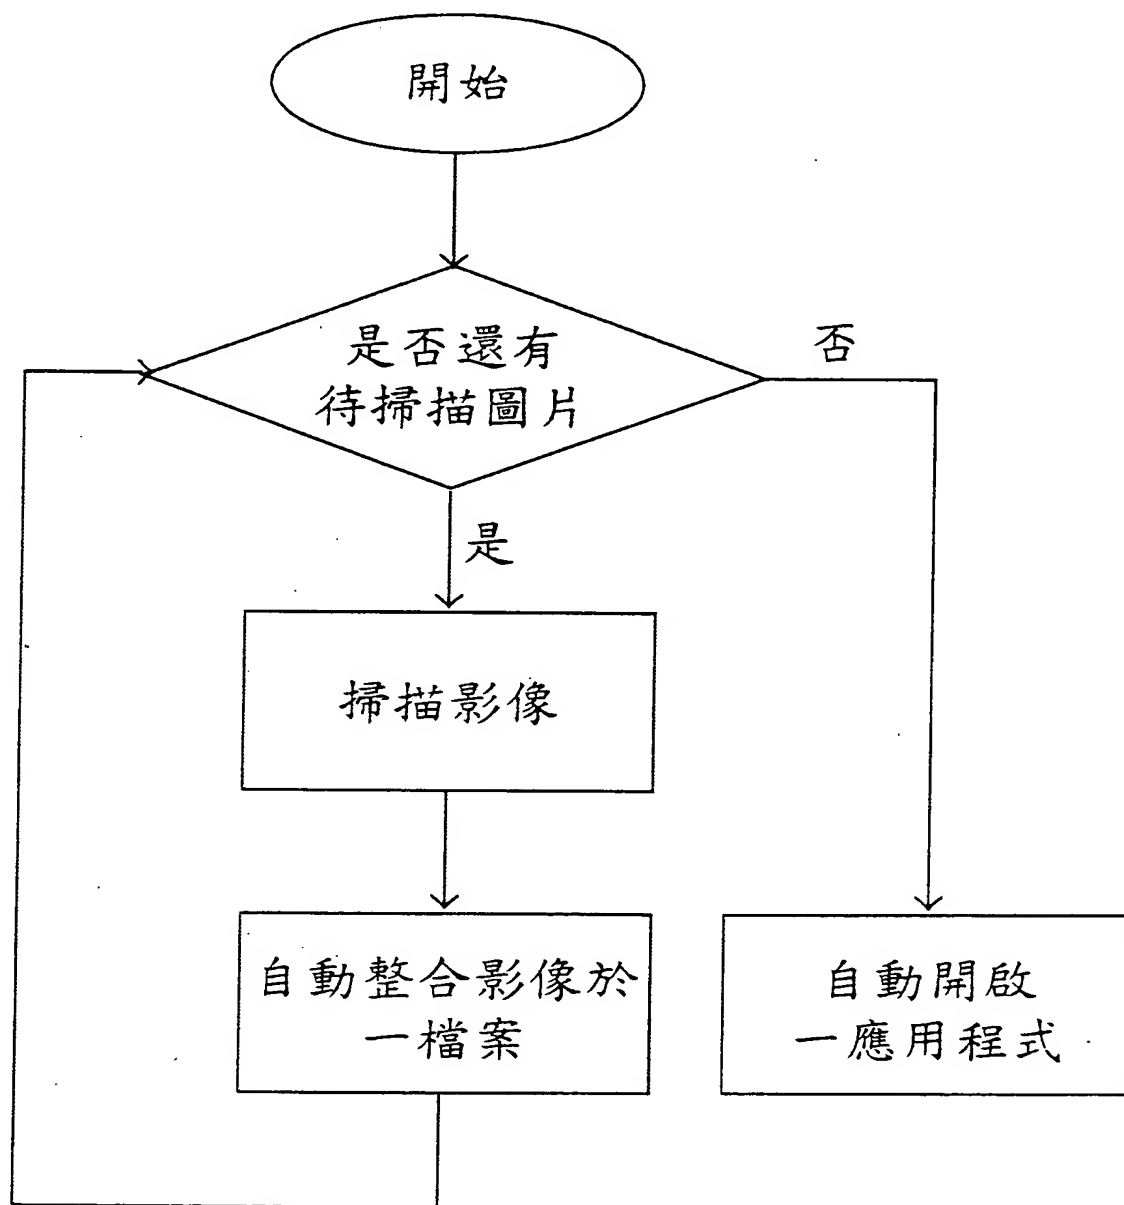 開始
是否還有
待掃描圖片
否
是
掃描影像
自動整合影像於
一檔案
自動開啟
一應用程式